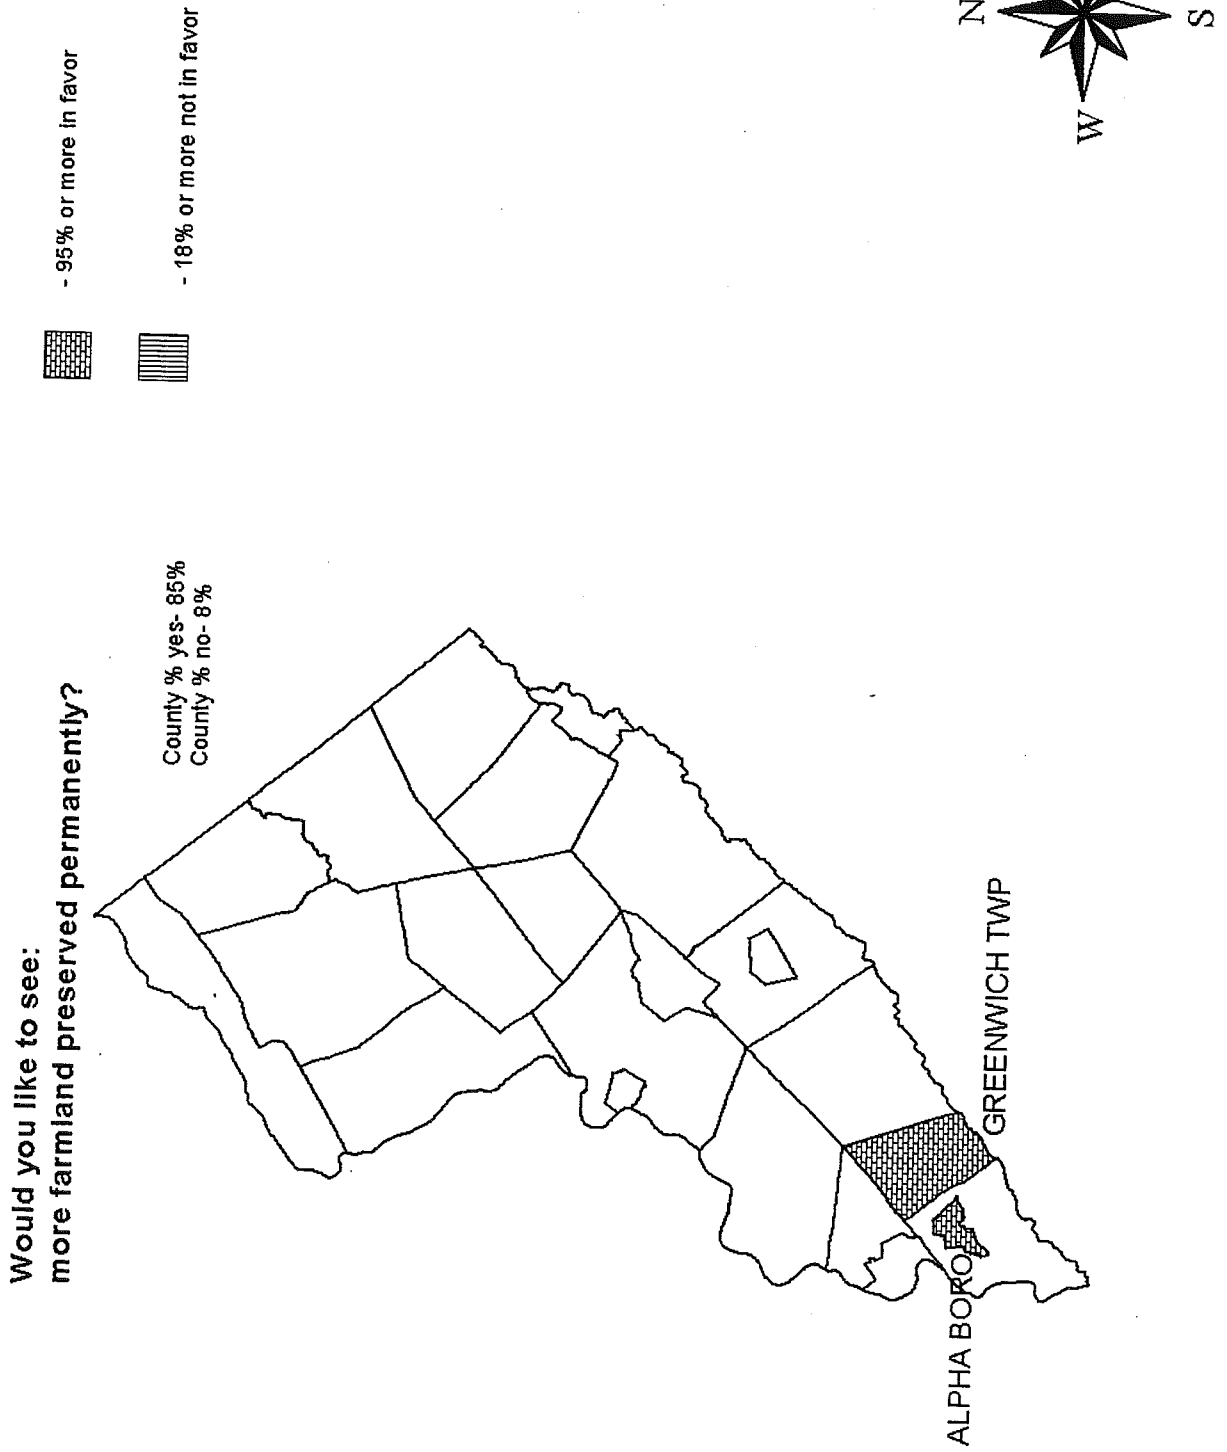 Would you like to see:
more farmland preserved permanently?
County % yes- 85%
County % no- 8%
- 95% or more in favor
- 18% or more not in favor
ALPHA BORO
GREENWICH TWP
N
W
S